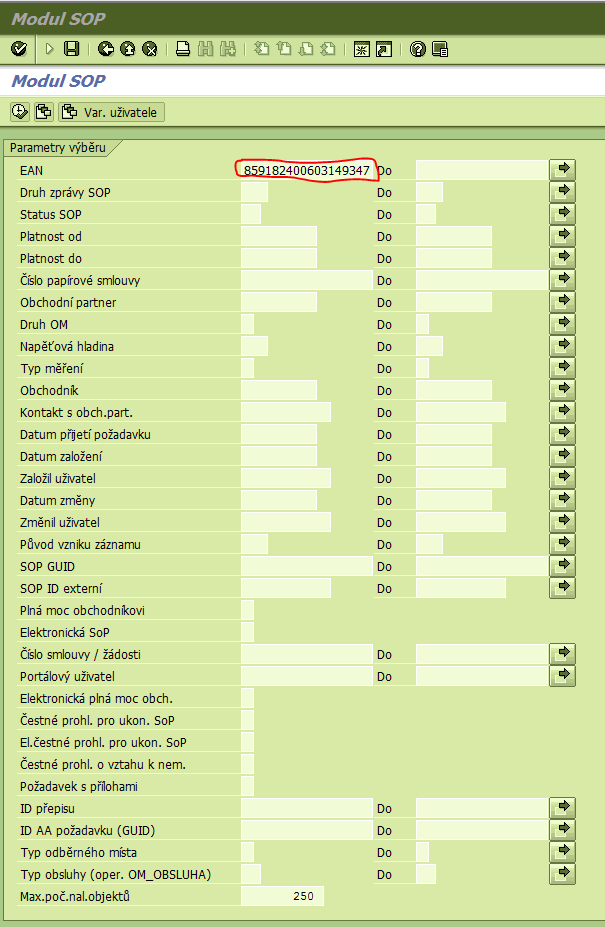 Modul SOP
Modul SOP
Var. uživatele
Parametry výběru
EAN 859182400603149347 Do
Druh zprávy SOP Do
Status SOP Do
Platnost od Do
Platnost do Do
Číslo papírové smlouvy Do
Obchodní partner Do
Druh OM Do
Napěťová hladina Do
Typ měření Do
Obchodník Do
Kontakt s obch.part. Do
Datum přijetí požadavku Do
Datum založení Do
Založil uživatel Do
Datum změny Do
Změnil uživatel Do
Původ vzniku záznamu Do
SOP GUID Do
SOP ID externí Do
Plná moc obchodníkovi
Elektronická SoP
Číslo smlouvy / žádosti Do
Portálový uživatel Do
Elektronická plná moc obch.
Čestné prohl. pro ukon. SoP
El.čestné prohl. pro ukon. SoP
Čestné prohl. o vztahu k nem.
Požadavek s přílohami
ID přepisu Do
ID AA požadavku (GUID) Do
Typ odběrného místa Do
Typ obsluhy (oper. OM_OBSLUHA) Do
Max.poč.nal.objektů 250